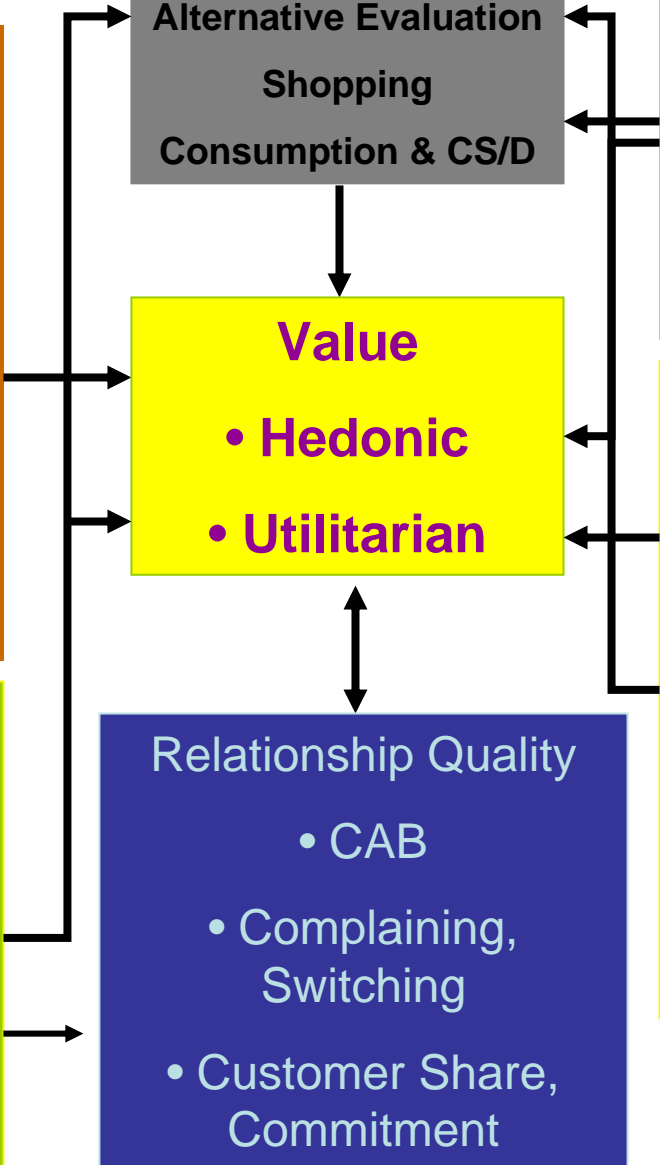 Alternative Evaluation
Shopping
Consumption & CS/D
Value
• Hedonic
• Utilitarian
Relationship Quality
• CAB
• Complaining,
Switching
• Customer Share,
Commitment